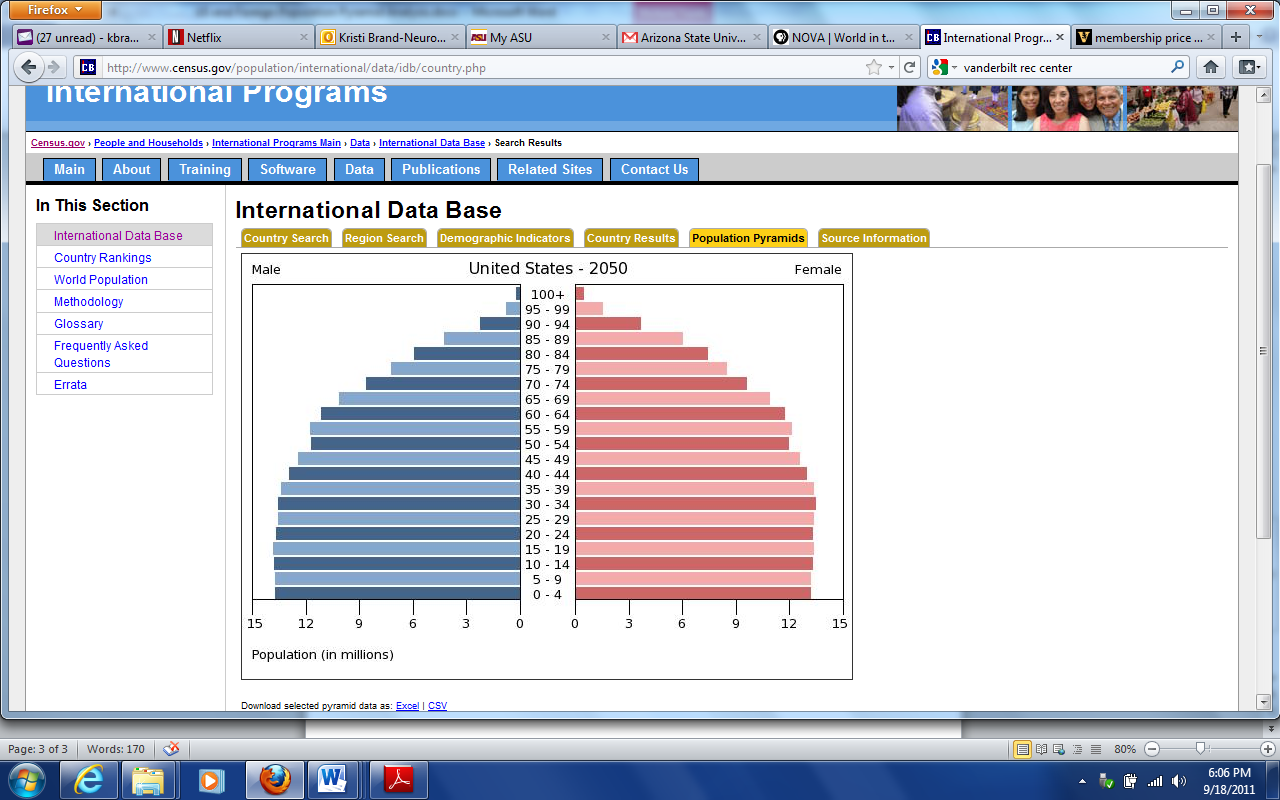 Firefox
(27 unread) - kbra... Netflix Kristi Brand-Neuro... My ASU Arizona State Univ... NOVA | World in t... International Progr... membership price ...
http://www.census.gov/population/international/data/idb/country.php vanderbilt rec center
International Programs
Census.gov › People and Households › International Programs Main › Data › International Data Base › Search Results
Main About Training Software Data Publications Related Sites Contact Us
In This Section
International Data Base
Country Rankings
World Population
Methodology
Glossary
Frequently Asked
Questions
Errata
International Data Base
Country Search Region Search Demographic Indicators Country Results Population Pyramids Source Information
Male United States - 2050 Female
100+
95 - 99
90 - 94
85 - 89
80 - 84
75 - 79
70 - 74
65 - 69
60 - 64
55 - 59
50 - 54
45 - 49
40 - 44
35 - 39
30 - 34
25 - 29
20 - 24
15 - 19
10 - 14
5 - 9
0 - 4
15 12 9 6 3 0 0 3 6 9 12 15
Population (in millions)
Download selected pyramid data as: Excel | CSV
Page: 3 of 3 Words: 170 80%
6:06 PM
9/18/2011